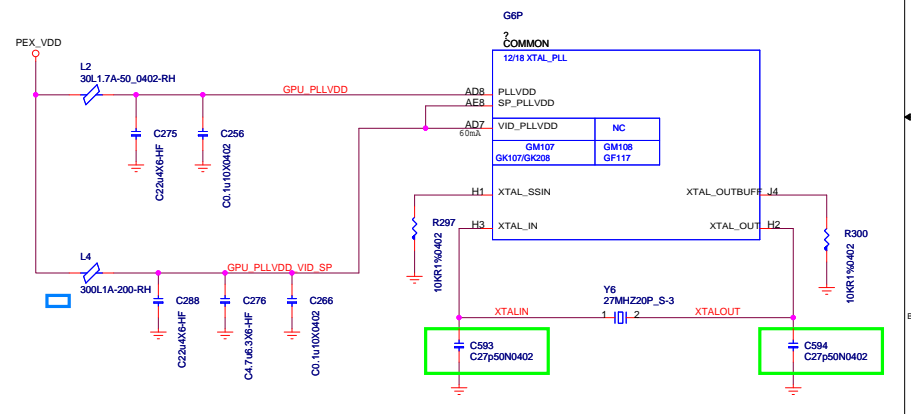 G6P
?
COMMON
PEX_VDD
12/18 XTAL_PLL
L2
30L1.7A-50_0402-RH
GPU_PLLVDD
AD8 PLLVDD
AE8 SP_PLLVDD
AD7 VID_PLLVDD
60mA
NC
GM107
GM108
GK107/GK208
GF117
C275
C22u4X6-HF
C256
C0.1u10X0402
H1 XTAL_SSIN
XTAL_OUTBUFF J4
R297
10KR1%0402
H3 XTAL_IN
XTAL_OUT H2
R300
10KR1%0402
L4
300L1A-200-RH
GPU_PLLVDD_VID_SP
C288
C22u4X6-HF
C276
C4.7u6.3X6-HF
C266
C0.1u10X0402
Y6
27MHZ20P_S-3
XTALIN
1
2
XTALOUT
C593
C27p50N0402
C594
C27p50N0402